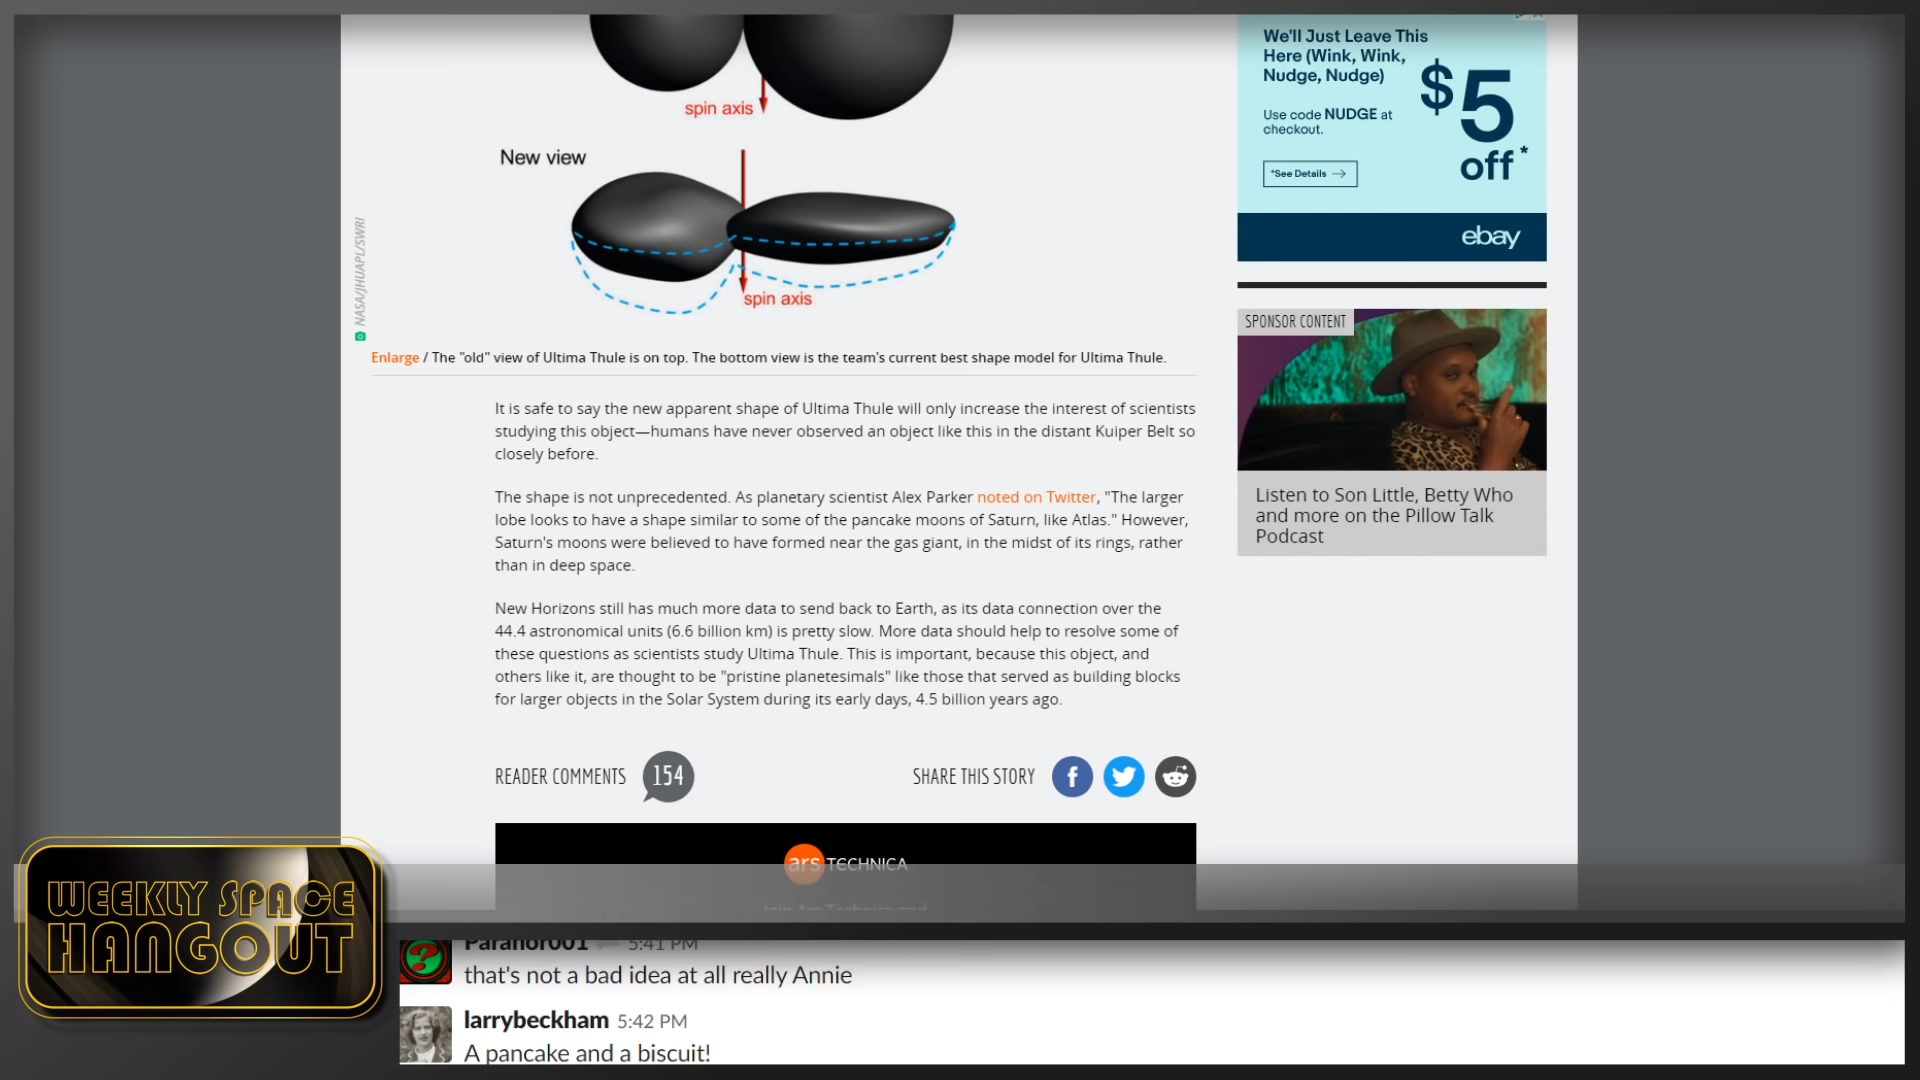 spin axis
New view
spin axis
NASA/JHUAPL/SWRI
Enlarge / The "old" view of Ultima Thule is on top. The bottom view is the team's current best shape model for Ultima Thule.
It is safe to say the new apparent shape of Ultima Thule will only increase the interest of scientists
studying this object—humans have never observed an object like this in the distant Kuiper Belt so
closely before.
The shape is not unprecedented. As planetary scientist Alex Parker noted on Twitter, "The larger
lobe looks to have a shape similar to some of the pancake moons of Saturn, like Atlas." However,
Saturn's moons were believed to have formed near the gas giant, in the midst of its rings, rather
than in deep space.
New Horizons still has much more data to send back to Earth, as its data connection over the
44.4 astronomical units (6.6 billion km) is pretty slow. More data should help to resolve some of
these questions as scientists study Ultima Thule. This is important, because this object, and
others like it, are thought to be "pristine planetesimals" like those that served as building blocks
for larger objects in the Solar System during its early days, 4.5 billion years ago.
READER COMMENTS 154
SHARE THIS STORY
ars TECHNICA
Join Ars Technica and
We'll Just Leave This
Here (Wink, Wink,
Nudge, Nudge)
Use code NUDGE at
checkout.
*See Details
$5
off*
ebay
SPONSOR CONTENT
Listen to Son Little, Betty Who
and more on the Pillow Talk
Podcast
WEEKLY SPACE
HANGOUT
Paranor001 5:41 PM
that's not a bad idea at all really Annie
larrybeckham 5:42 PM
A pancake and a biscuit!